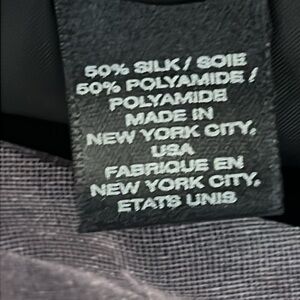 50% SILK / SOIE
50% POLYAMIDE /
POLYAMIDE
MADE IN
NEW YORK CITY,
USA
FABRIQUE EN
NEW YORK CITY,
ETATS UNIS